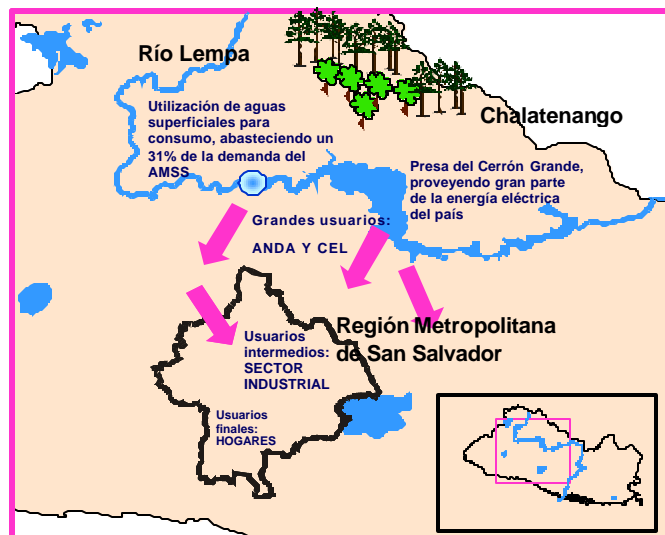 Río Lempa
Utilización de aguas
superficiales para
consumo, abasteciendo un
31% de la demanda del
AMSS
Chalatenango
Presa del Cerrón Grande,
proveyendo gran parte
de la energía eléctrica
del país
Grandes usuarios:
ANDA Y CEL
Región Metropolitana
de San Salvador
Usuarios
intermedios:
SECTOR
INDUSTRIAL
Usuarios
finales:
HOGARES